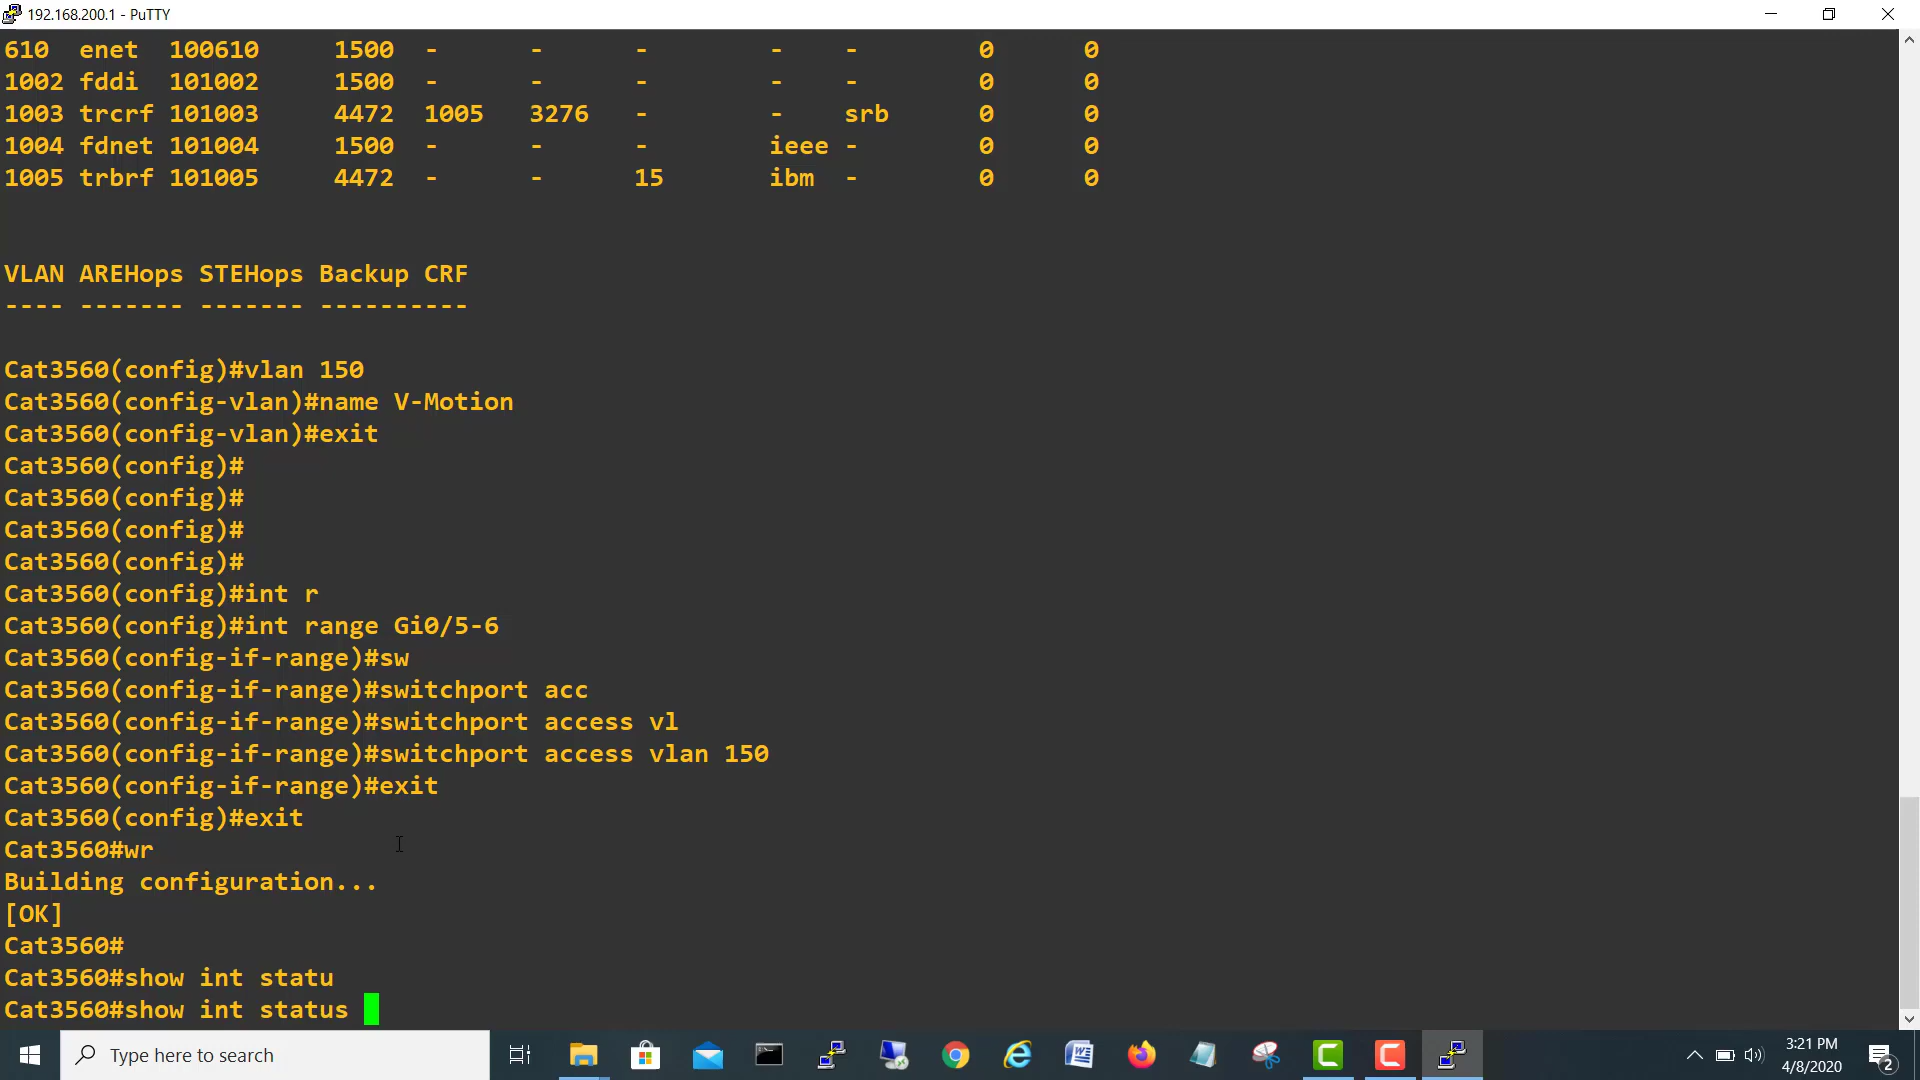 192.168.200.1 - PuTTY
610  enet  100610     1500  -      -      -        -    -        0      0
1002 fddi  101002     1500  -      -      -        -    -        0      0
1003 trcrf 101003     4472  1005   3276   -        -    srb      0      0
1004 fdnet 101004     1500  -      -      -        ieee -        0      0
1005 trbrf 101005     4472  -      -      15       ibm  -        0      0
VLAN AREHops STEHops Backup CRF
---- ------- ------- ----------
Cat3560(config)#vlan 150
Cat3560(config-vlan)#name V-Motion
Cat3560(config-vlan)#exit
Cat3560(config)#
Cat3560(config)#
Cat3560(config)#
Cat3560(config)#
Cat3560(config)#int r
Cat3560(config)#int range Gi0/5-6
Cat3560(config-if-range)#sw
Cat3560(config-if-range)#switchport acc
Cat3560(config-if-range)#switchport access vl
Cat3560(config-if-range)#switchport access vlan 150
Cat3560(config-if-range)#exit
Cat3560(config)#exit
Cat3560#wr
Building configuration...
[OK]
Cat3560#
Cat3560#show int statu
Cat3560#show int status
Type here to search
3:21 PM
4/8/2020
2